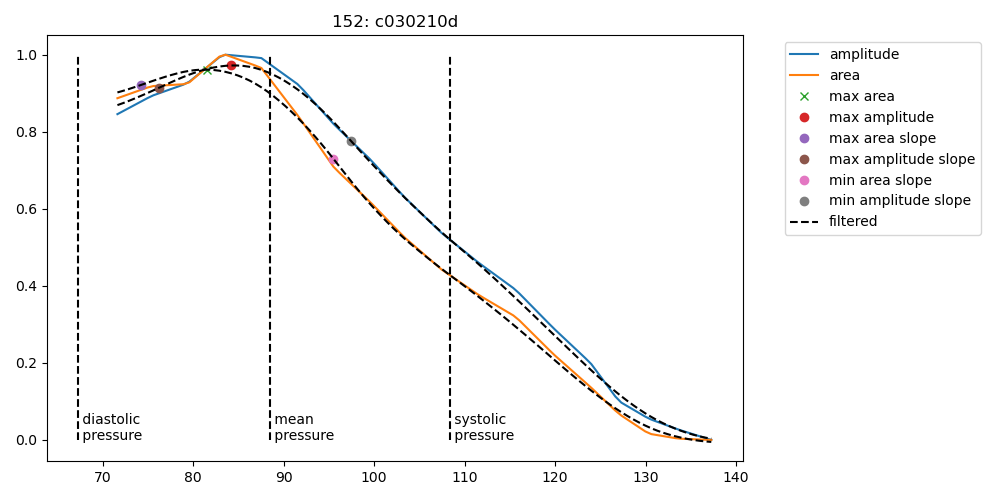 152: c030210d
1.0
0.8
0.6
0.4
0.2
0.0
70 80 90 100 110 120 130 140
diastolic
pressure
mean
pressure
systolic
pressure
amplitude
area
max area
max amplitude
max area slope
max amplitude slope
min area slope
min amplitude slope
filtered